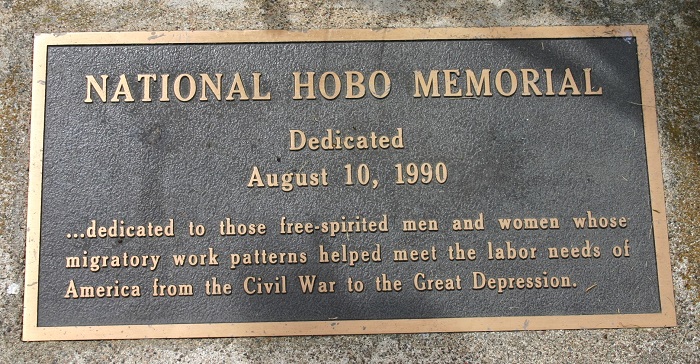 NATIONAL HOBO MEMORIAL
Dedicated
August 10, 1990
...dedicated to those free-spirited men and women whose
migratory work patterns helped meet the labor needs of
America from the Civil War to the Great Depression.